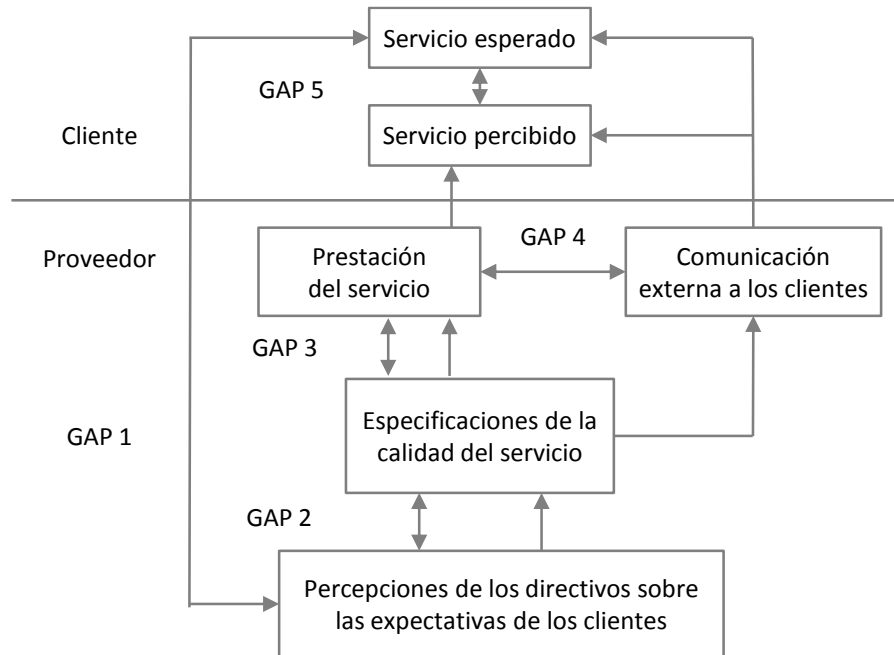 Servicio esperado
GAP 5
Cliente
Servicio percibido
Proveedor
Prestación
del servicio
GAP 4
Comunicación
externa a los clientes
GAP 3
GAP 1
Especificaciones de la
calidad del servicio
GAP 2
Percepciones de los directivos sobre
las expectativas de los clientes